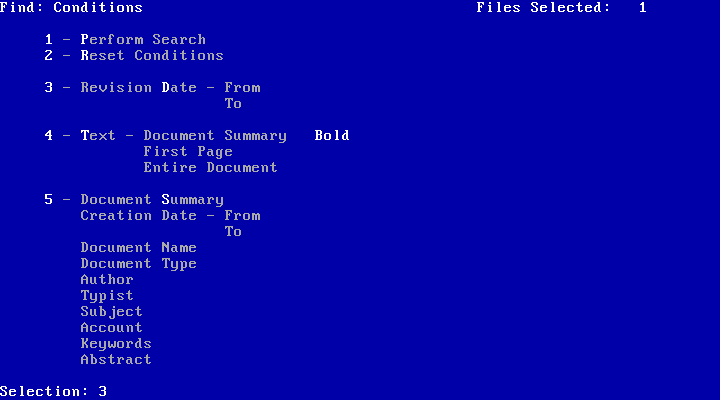 Find: Conditions Files Selected: 1
1 - Perform Search
2 - Reset Conditions
3 - Revision Date - From
To
4 - Text - Document Summary Bold
First Page
Entire Document
5 - Document Summary
Creation Date - From
To
Document Name
Document Type
Author
Typist
Subject
Account
Keywords
Abstract
Selection: 3